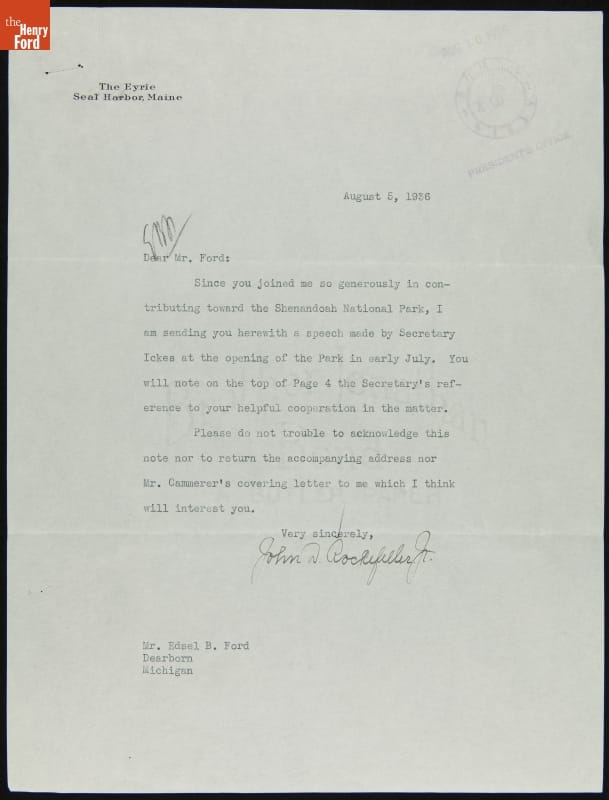 the
Henry
Ford
The Eyrie
Seal Harbor, Maine
PRESIDENT'S OFFICE
August 5, 1936
Dear Mr. Ford:
Since you joined me so generously in con-
tributing toward the Shenandoah National Park, I
am sending you herewith a speech made by Secretary
Ickes at the opening of the Park in early July. You
will note on the top of Page 4 the Secretary's ref-
erence to your helpful cooperation in the matter.
Please do not trouble to acknowledge this
note nor to return the accompanying address nor
Mr. Cammerer's covering letter to me which I think
will interest you.
Very sincerely,
John D. Rockefeller, Jr.
Mr. Edsel B. Ford
Dearborn
Michigan